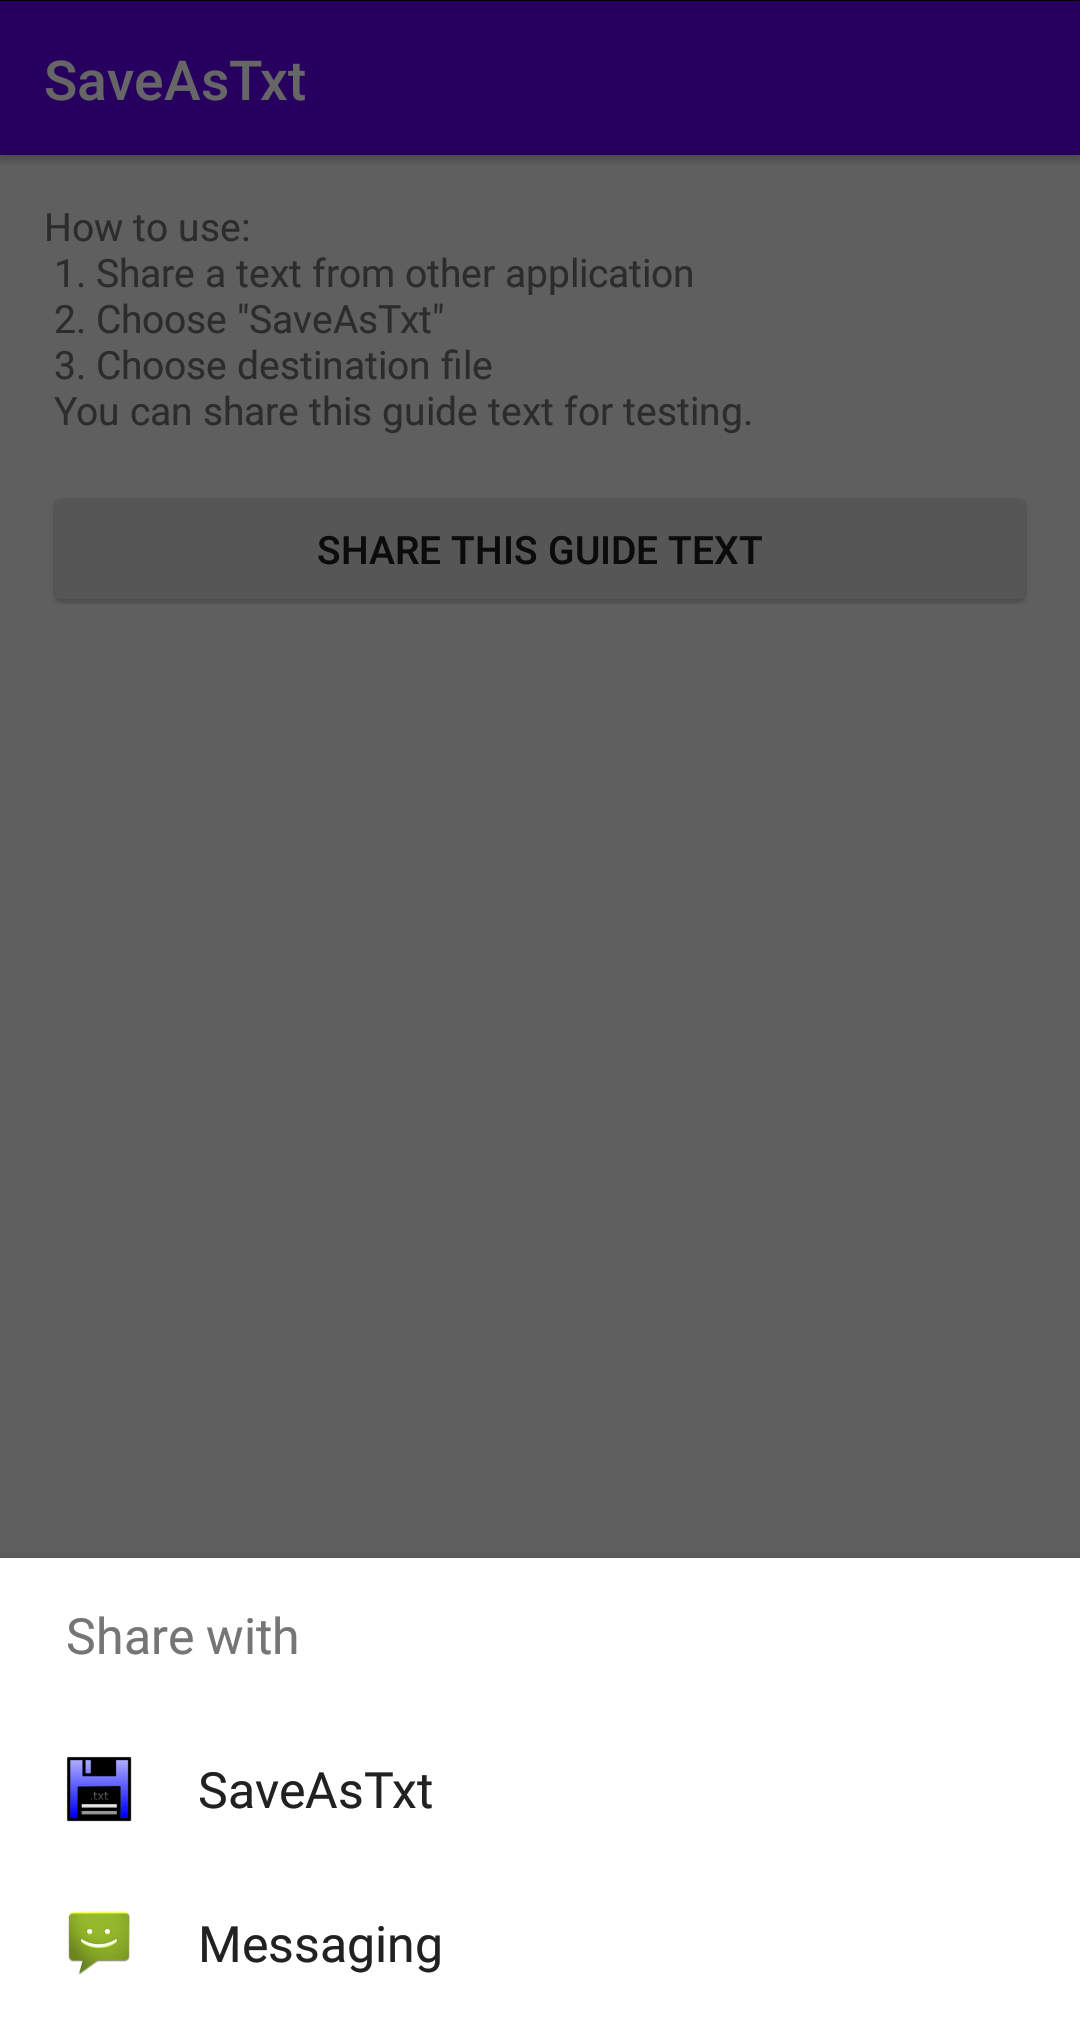 SaveAsTxt
How to use:
1. Share a text from other application
2. Choose "SaveAsTxt"
3. Choose destination file
You can share this guide text for testing.
SHARE THIS GUIDE TEXT
Share with
.txt
SaveAsTxt
Messaging